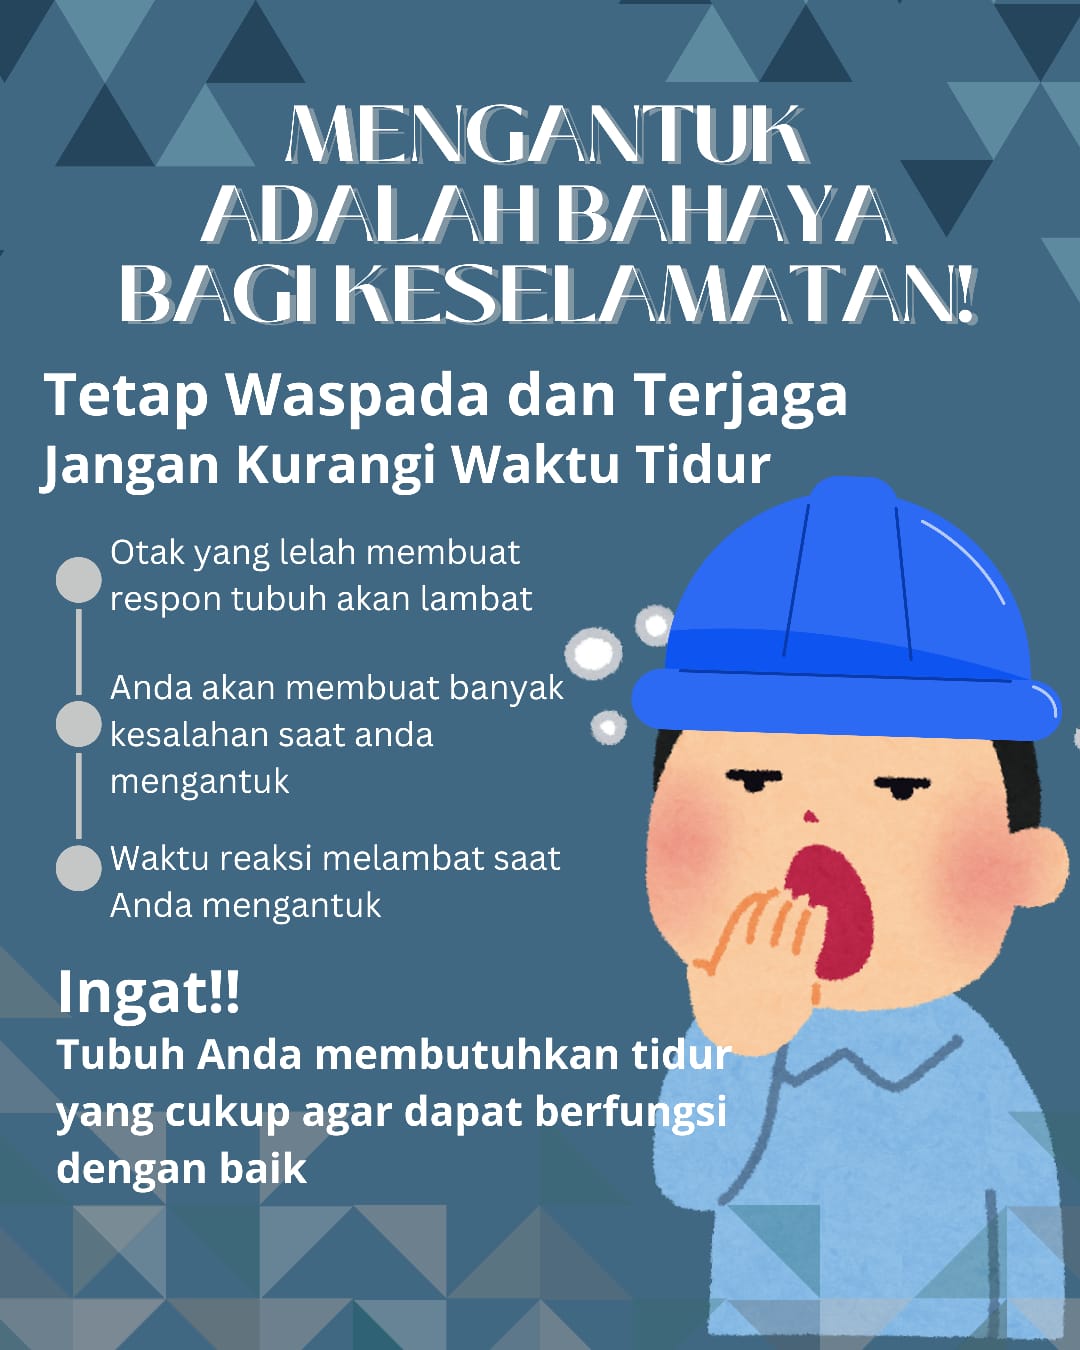 MENGANTUK
ADALAH BAHAYA
BAGI KESELAMATAN!
Tetap Waspada dan Terjaga
Jangan Kurangi Waktu Tidur
Otak yang lelah membuat
respon tubuh akan lambat
Anda akan membuat banyak
kesalahan saat anda
mengantuk
Waktu reaksi melambat saat
Anda mengantuk
Ingat!!
Tubuh Anda membutuhkan tidur
yang cukup agar dapat berfungsi
dengan baik